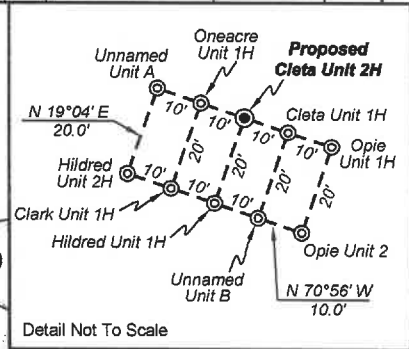 Oneacre
Unit 1H
Proposed
Cleta Unit 2H
Unnamed
Unit A
10'
10'
10'
Cleta Unit 1H
10'
Opie
Unit 1H
N 19°04' E
20.0'
20'
20'
20'
20'
Hildred
Unit 2H
10'
10'
10'
Clark Unit 1H
Hildred Unit 1H
Unnamed
Unit B
Opie Unit 2
N 70°56' W
10.0'
Detail Not To Scale